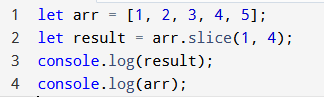 1 let arr = [1, 2, 3, 4, 5];
2 let result = arr.slice(1, 4);
3 console.log(result);
4 console.log(arr);